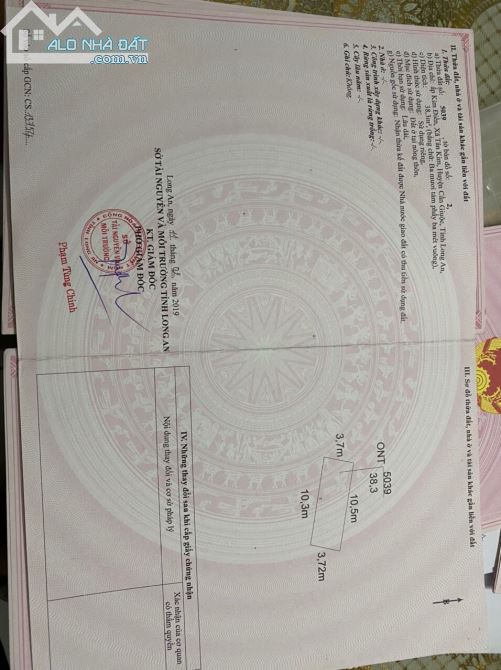 ALO NHÀ ĐẤT
.com.vn
II. Thửa đất, nhà ở và tài sản khác gắn liền với đất
1. Thửa đất:
a) Thửa đất số: 5039 , tờ bản đồ số: 2,
b) Địa chỉ: ấp Kim Điền, Xã Tân Kim, Huyện Cần Giuộc, Tỉnh Long An,
c) Diện tích: 38,3m², (bằng chữ: Ba mươi tám phẩy ba mét vuông),
d) Hình thức sử dụng: Sử dụng riêng,
đ) Mục đích sử dụng: Đất ở tại nông thôn,
e) Thời hạn sử dụng: Lâu dài,
g) Nguồn gốc sử dụng: Nhận thừa kế đất được Nhà nước giao đất có thu tiền sử dụng đất.
2. Nhà ở: -/-
3. Công trình xây dựng khác: -/-
4. Rừng sản xuất là rừng trồng: -/-
5. Cây lâu năm: -/-
6. Ghi chú: Không.
Long An, ngày tháng năm 2019
SỞ TÀI NGUYÊN VÀ MÔI TRƯỜNG TỈNH LONG AN
KT. GIÁM ĐỐC
PHÓ GIÁM ĐỐC
SỞ
TÀI NGUYÊN VÀ
MÔI TRƯỜNG
Phạm Tùng Chinh
cấp GCN: CS
III. Sơ đồ thửa đất, nhà ở và tài sản khác gắn liền với đất
B
ONT 5039
38,3
10,5m
3,7m
3,72m
10,3m
IV. Những thay đổi sau khi cấp giấy chứng nhận
Nội dung thay đổi và cơ sở pháp lý
Xác nhận của cơ quan
có thẩm quyền